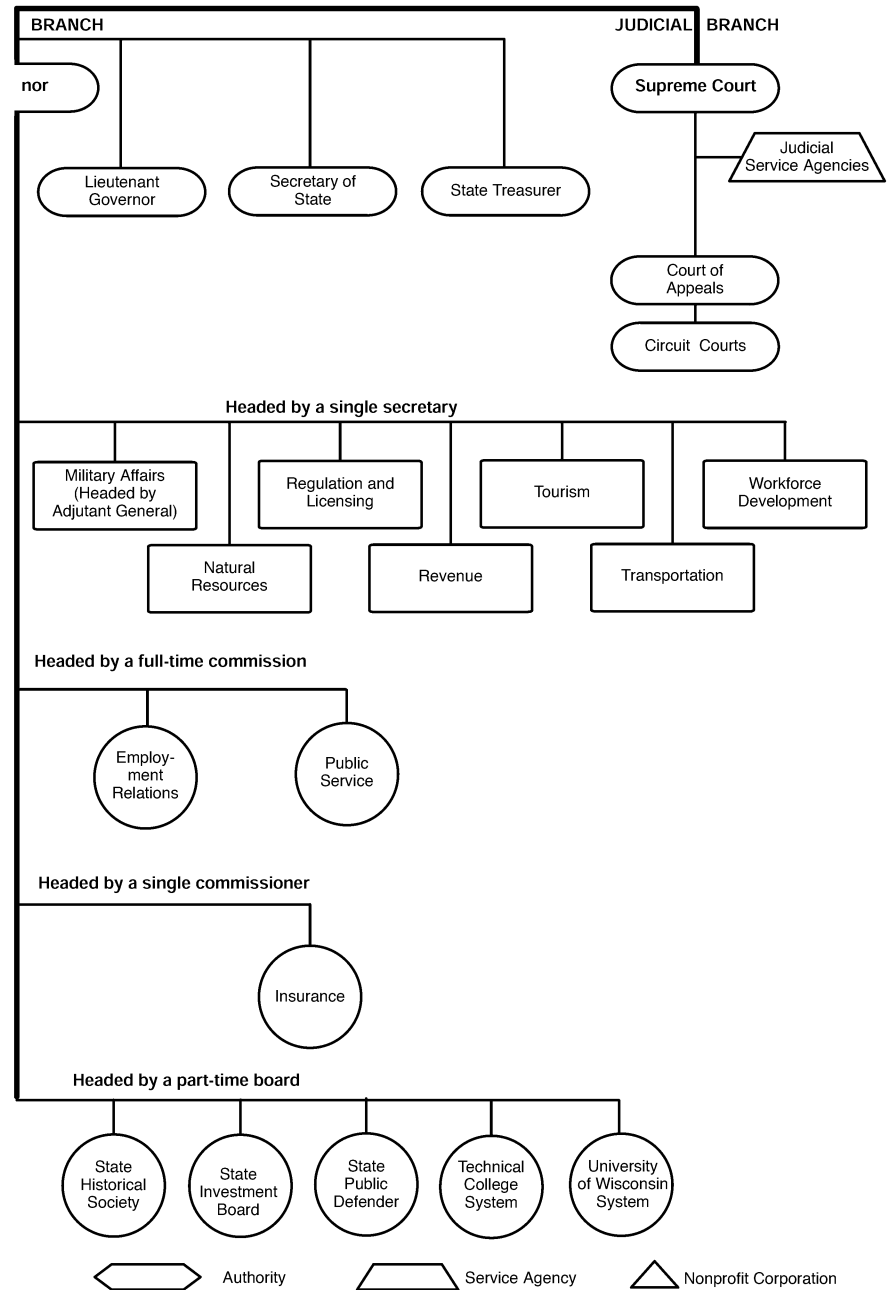 BRANCH
JUDICIAL BRANCH
nor
Supreme Court
Judicial
Service Agencies
Lieutenant
Governor
Secretary of
State
State Treasurer
Court of
Appeals
Circuit Courts
Headed by a single secretary
Military Affairs
(Headed by
Adjutant General)
Regulation and
Licensing
Tourism
Workforce
Development
Natural
Resources
Revenue
Transportation
Headed by a full-time commission
Employ-
ment
Relations
Public
Service
Headed by a single commissioner
Insurance
Headed by a part-time board
State
Historical
Society
State
Investment
Board
State
Public
Defender
Technical
College
System
University
of Wisconsin
System
Authority
Service Agency
Nonprofit Corporation